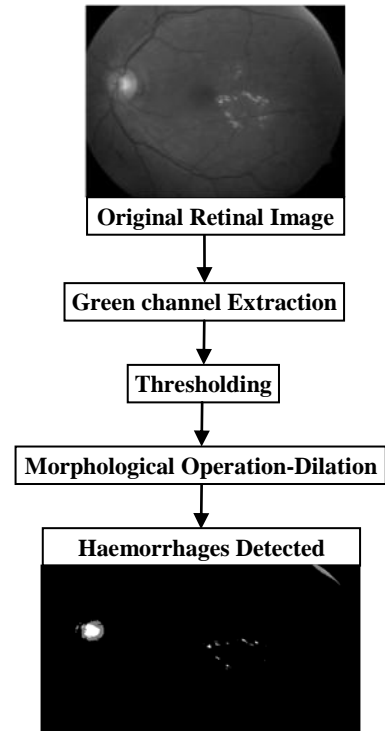 Original Retinal Image
Green channel Extraction
Thresholding
Morphological Operation-Dilation
Haemorrhages Detected